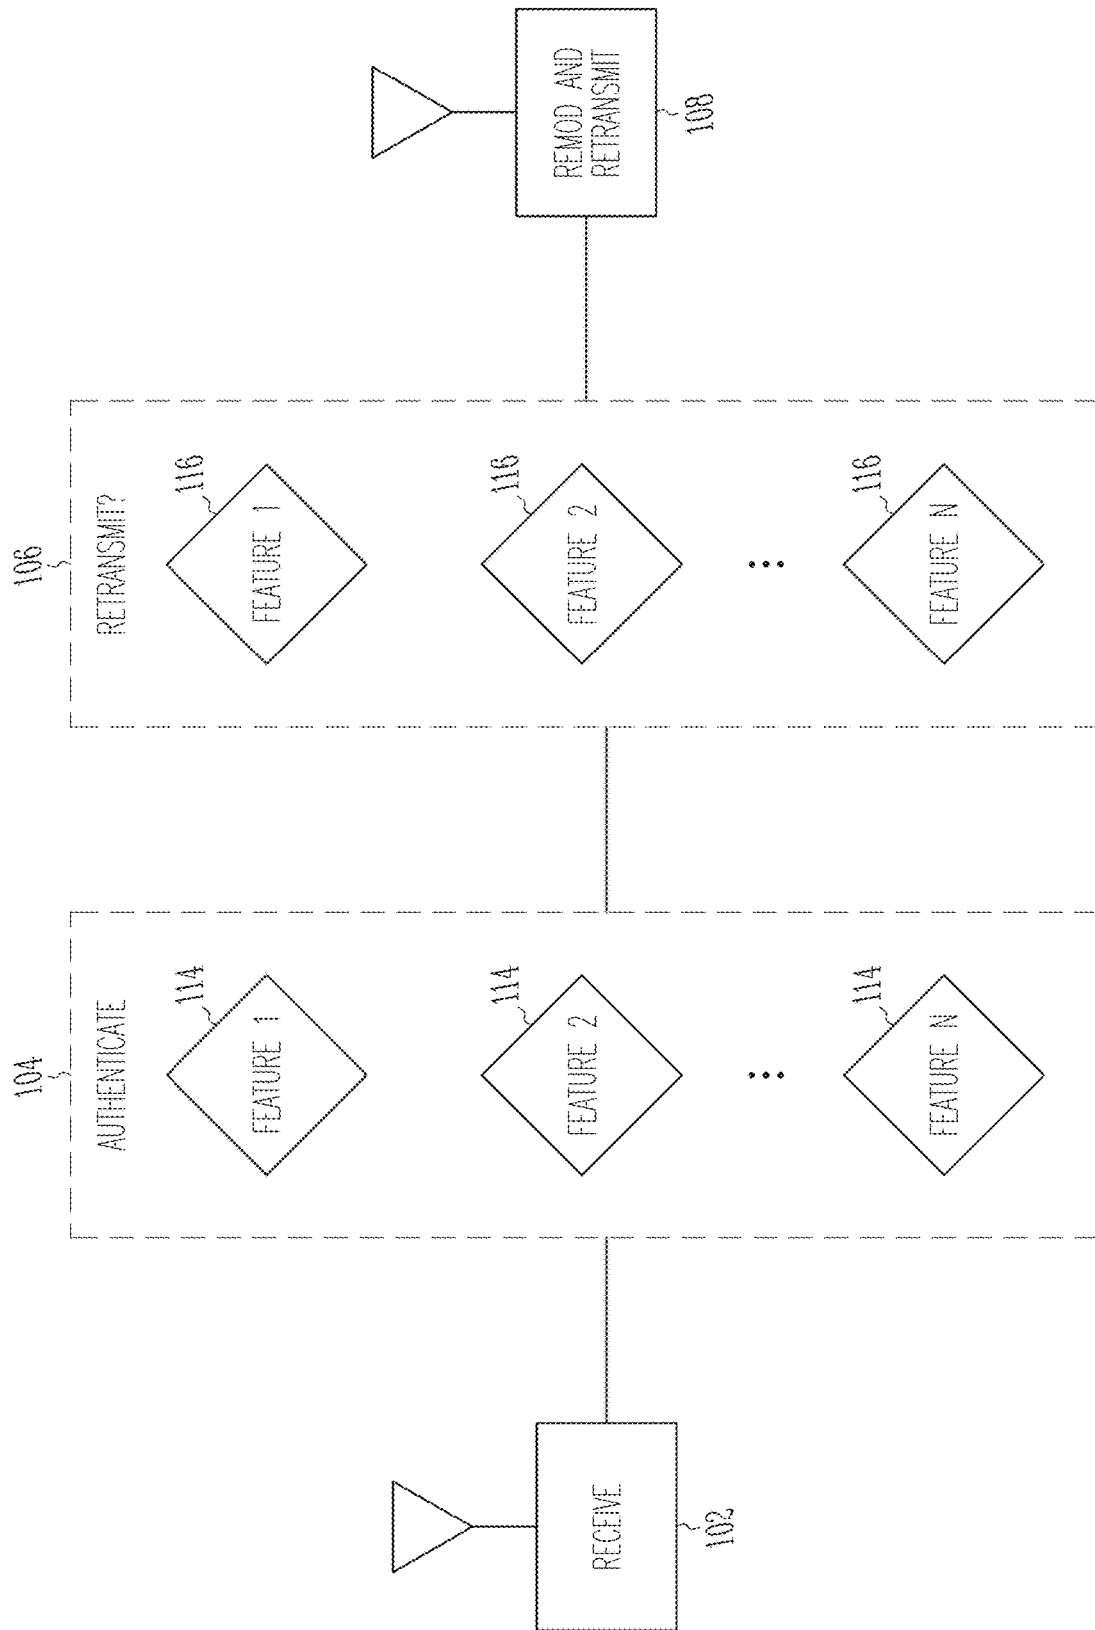 102
RECEIVE
104
AUTHENTICATE
114
FEATURE 1
114
FEATURE 2
114
FEATURE N
106
RETRANSMIT?
116
FEATURE 1
116
FEATURE 2
116
FEATURE N
REMOD AND
RETRANSMIT
108